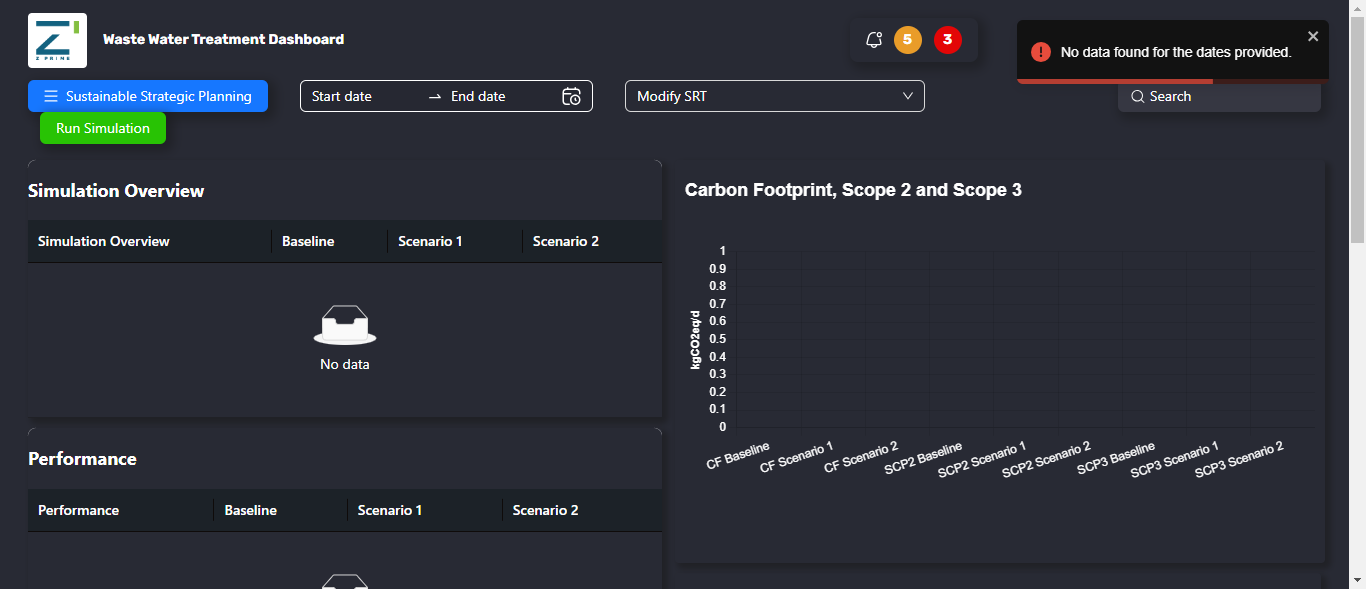 Z PRIME
Waste Water Treatment Dashboard
5
3
No data found for the dates provided.
Sustainable Strategic Planning
Start date
End date
Modify SRT
Search
Run Simulation
Simulation Overview
Simulation Overview Baseline Scenario 1 Scenario 2
No data
Performance
Performance Baseline Scenario 1 Scenario 2
Carbon Footprint, Scope 2 and Scope 3
kgCO2eq/d
1
0.9
0.8
0.7
0.6
0.5
0.4
0.3
0.2
0.1
0
CF Baseline
CF Scenario 1
CF Scenario 2
SCP2 Baseline
SCP2 Scenario 1
SCP2 Scenario 2
SCP3 Baseline
SCP3 Scenario 1
SCP3 Scenario 2